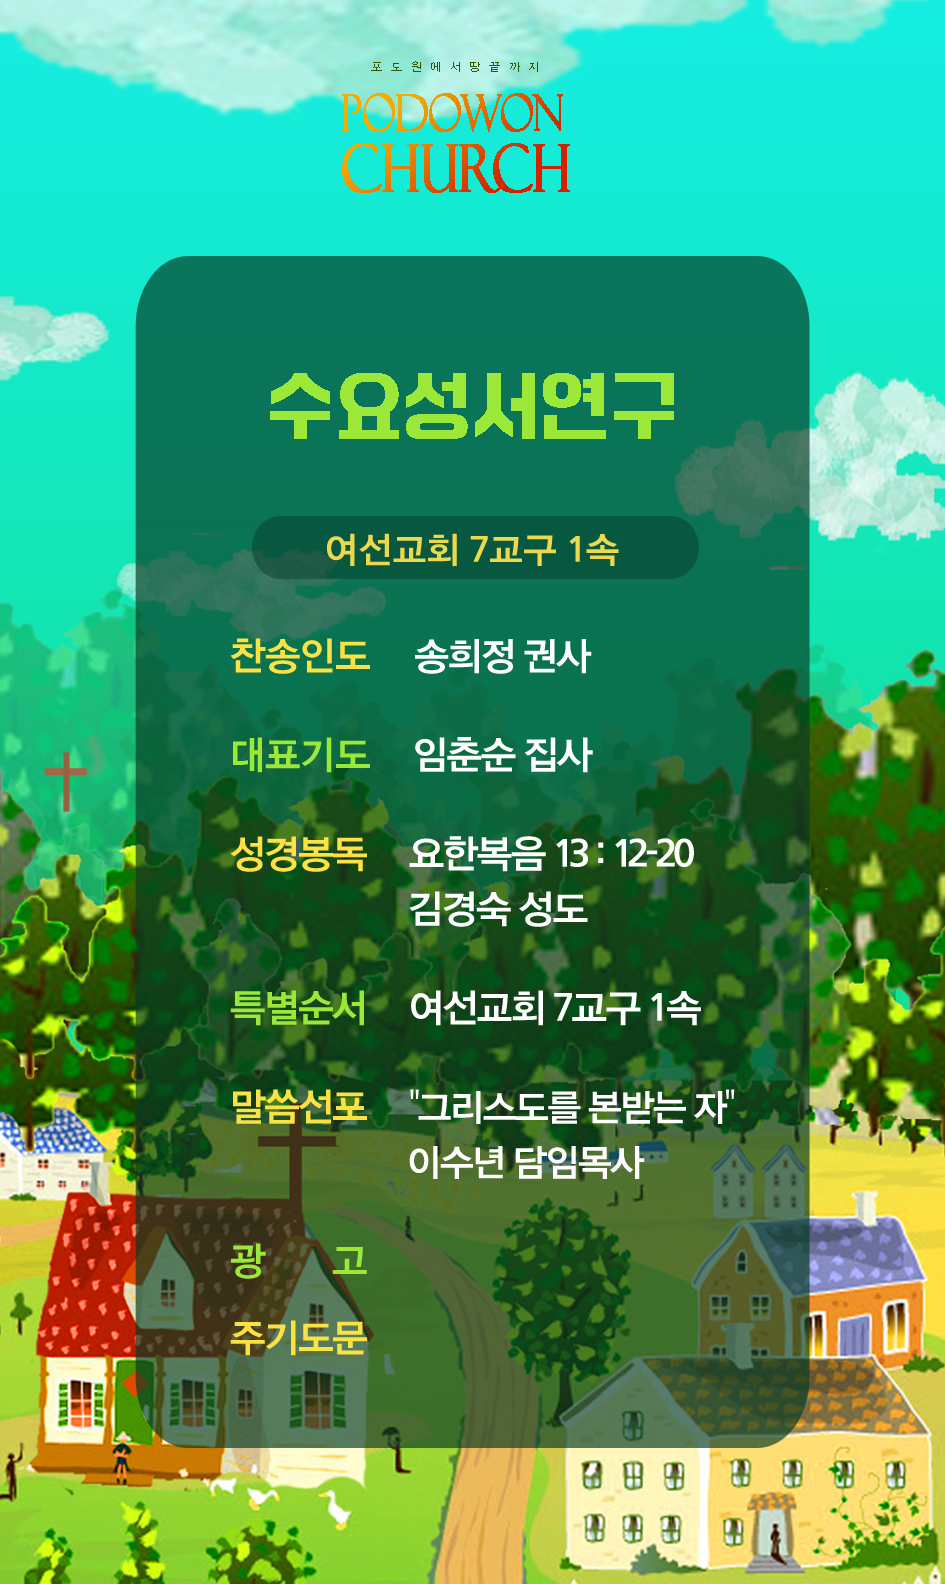 포도원에서땅끝까지
PODOWON
CHURCH
수요성서연구
여선교회 7교구 1속
찬송인도 송희정 권사
대표기도 임춘순 집사
성경봉독 요한복음 13 : 12-20
김경숙 성도
특별순서 여선교회 7교구 1속
말씀선포 "그리스도를 본받는 자"
이수년 담임목사
광 고
주기도문